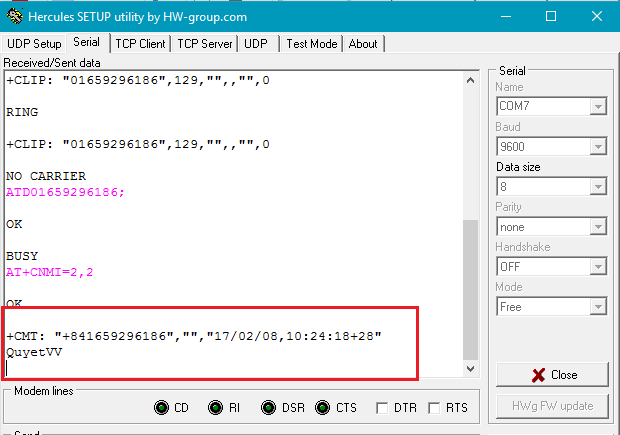 Hercules SETUP utility by HW-group.com
UDP Setup Serial TCP Client TCP Server UDP Test Mode About
Received/Sent data
+CLIP: "01659296186",129,"",,"",0
RING
+CLIP: "01659296186",129,"",,"",0
NO CARRIER
ATD01659296186;
OK
BUSY
AT+CNMI=2,2
OK
+CMT: "+841659296186","","17/02/08,10:24:18+28"
QuyetVV
Serial
Name
COM7
Baud
9600
Data size
8
Parity
none
Handshake
OFF
Mode
Free
Close
HWg FW update
Modem lines
CD RI DSR CTS DTR RTS
Send